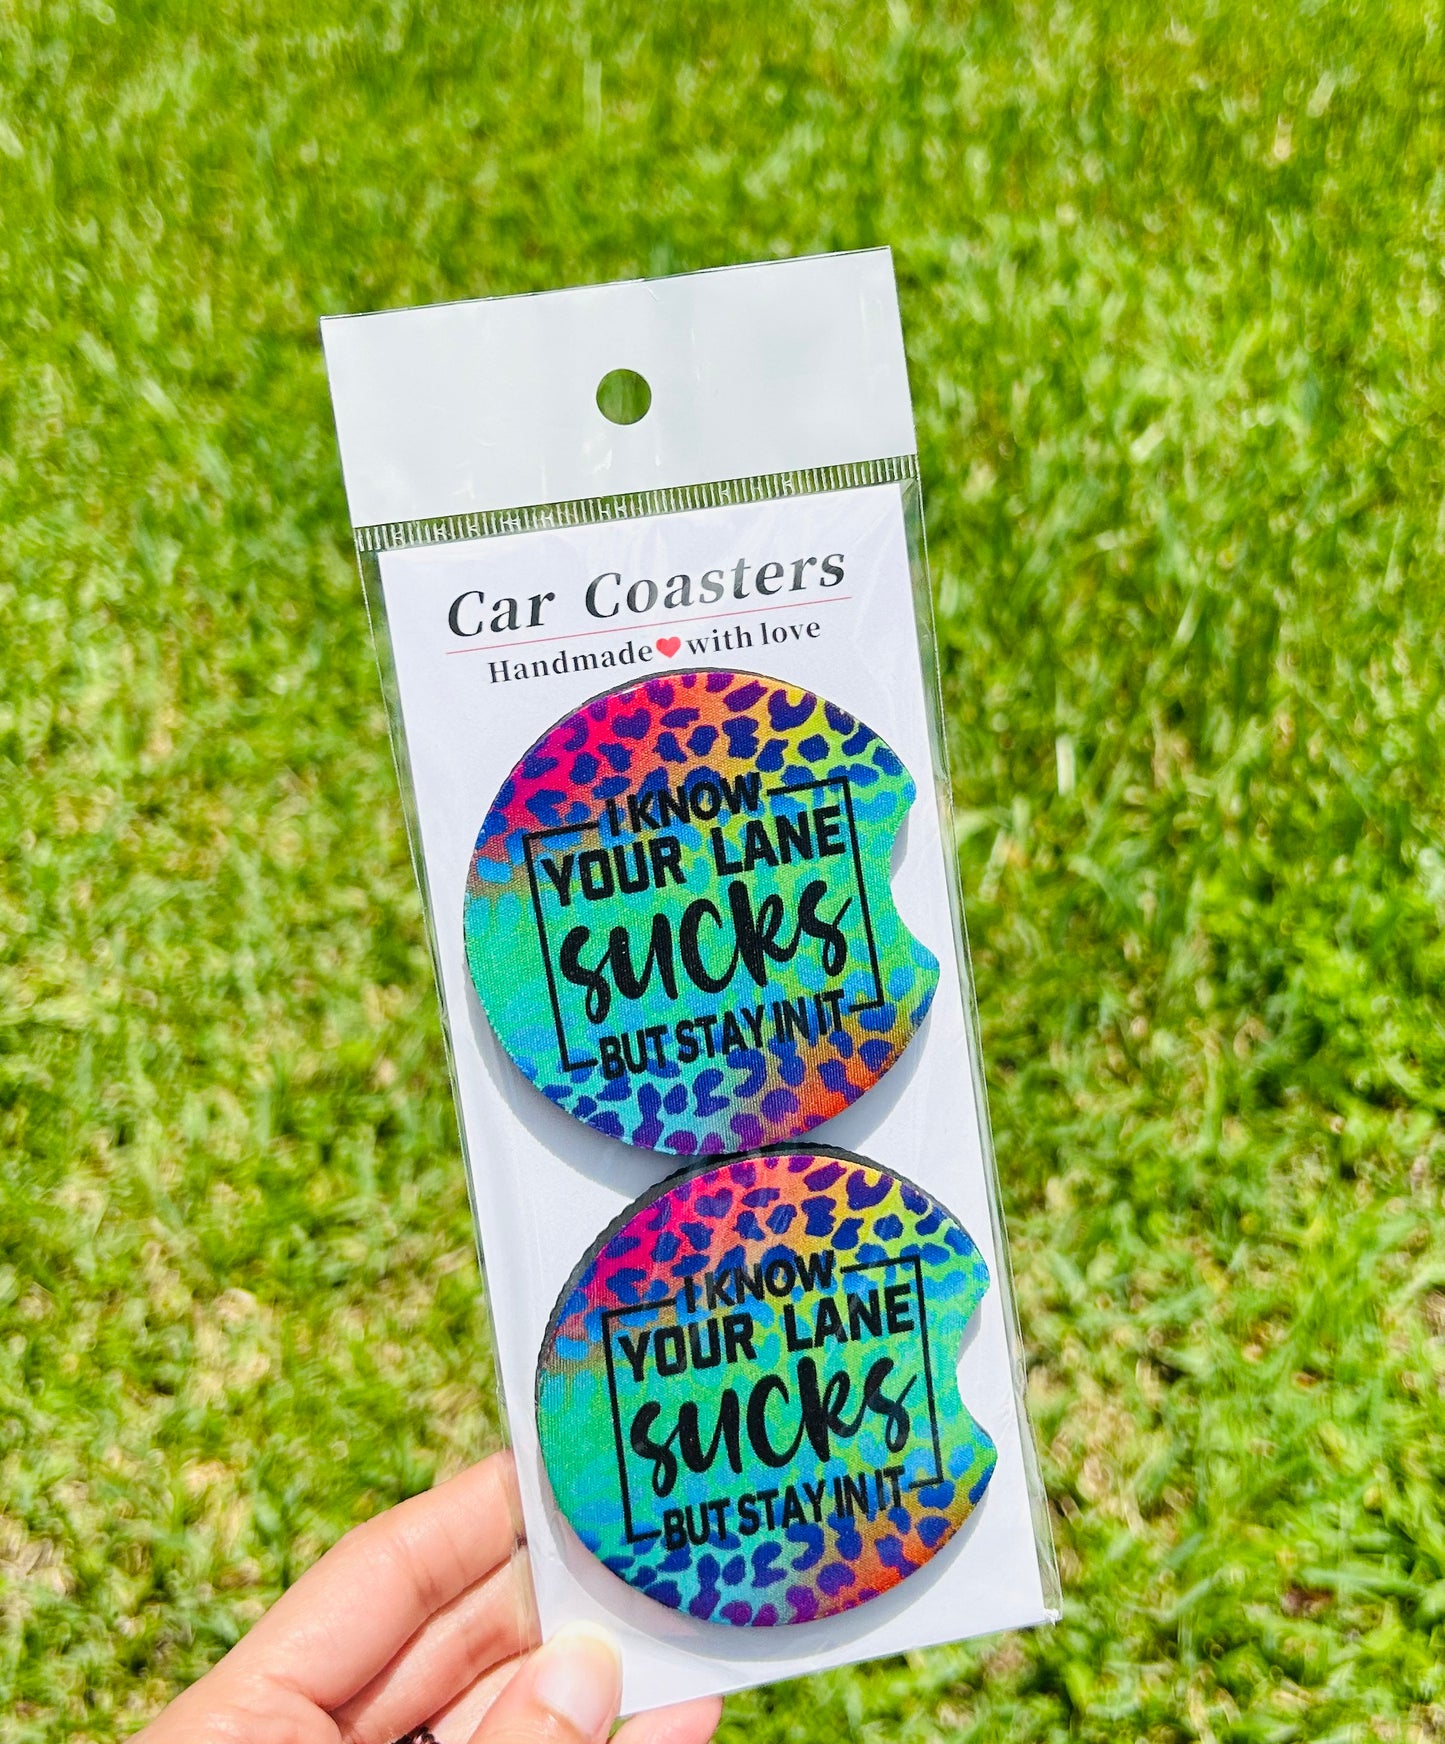 Car Coasters
Handmade❤with love
I KNOW
YOUR LANE
sucks
BUT STAY IN IT
I KNOW
YOUR LANE
sucks
BUT STAY IN IT